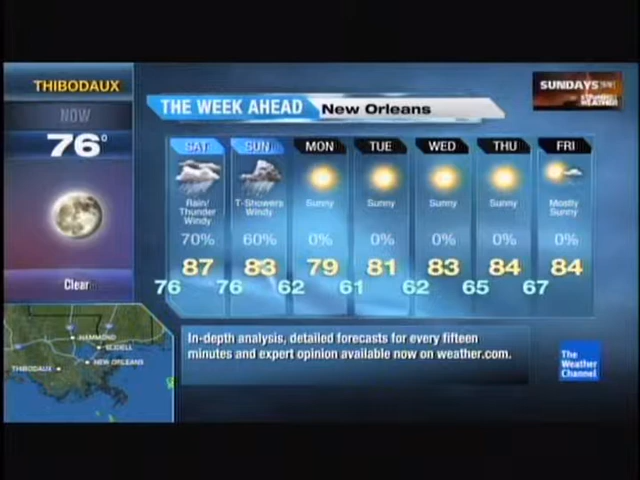 THIBODAUX
NOW
76°
Clear
THE WEEK AHEAD New Orleans
SUNDAYS
SAT SUN MON TUE WED THU FRI
Rain/ Thunder Windy
T-Showers Windy
Sunny
Sunny
Sunny
Sunny
Mostly Sunny
70% 60% 0% 0% 0% 0% 0%
87 83 79 81 83 84 84
76 76 62 61 62 65 67
HAMMOND
SLIDELL
NEW ORLEANS
THIBODAUX
In-depth analysis, detailed forecasts for every fifteen
minutes and expert opinion available now on weather.com.
The
Weather
Channel